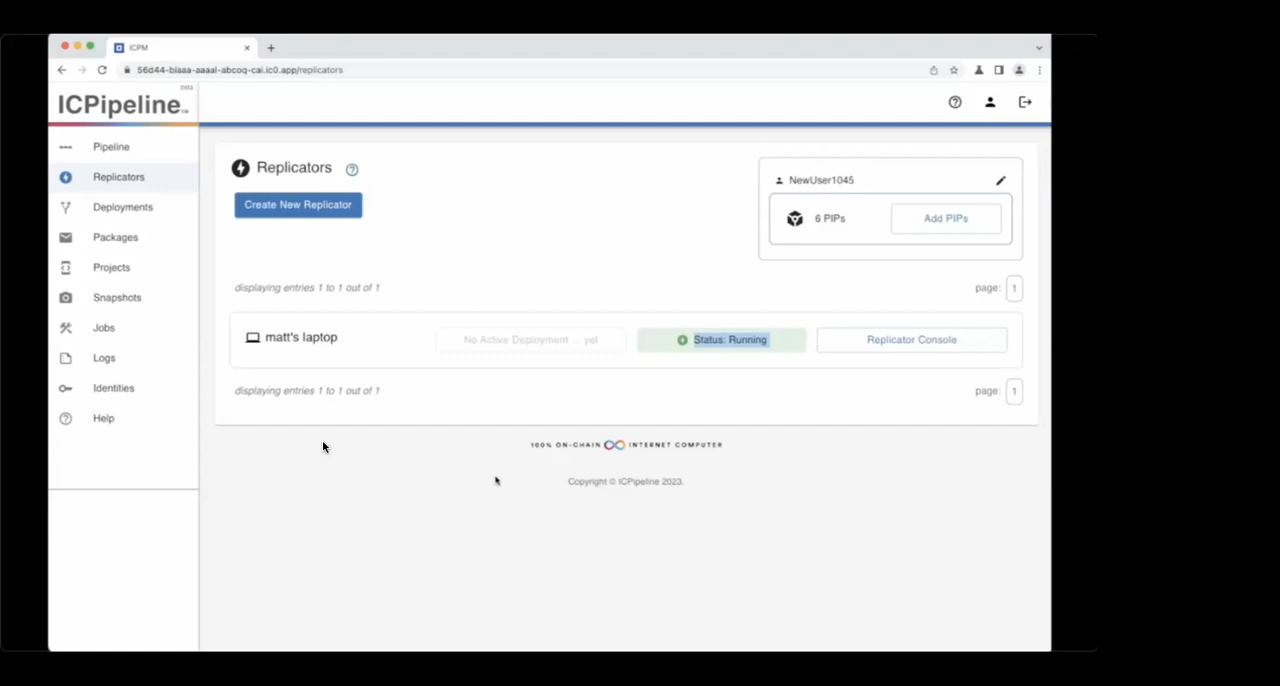 ICPM
56d44-biaaa-aaaal-abcoq-cai.ic0.app/replicators
Beta
ICPipeline™
Pipeline
Replicators
Deployments
Packages
Projects
Snapshots
Jobs
Logs
Identities
Help
Replicators
Create New Replicator
NewUser1045
6 PIPs
Add PIPs
displaying entries 1 to 1 out of 1
page: 1
matt's laptop
No Active Deployment ... yet
Status: Running
Replicator Console
displaying entries 1 to 1 out of 1
page: 1
100% ON-CHAIN INTERNET COMPUTER
Copyright © ICPipeline 2023.